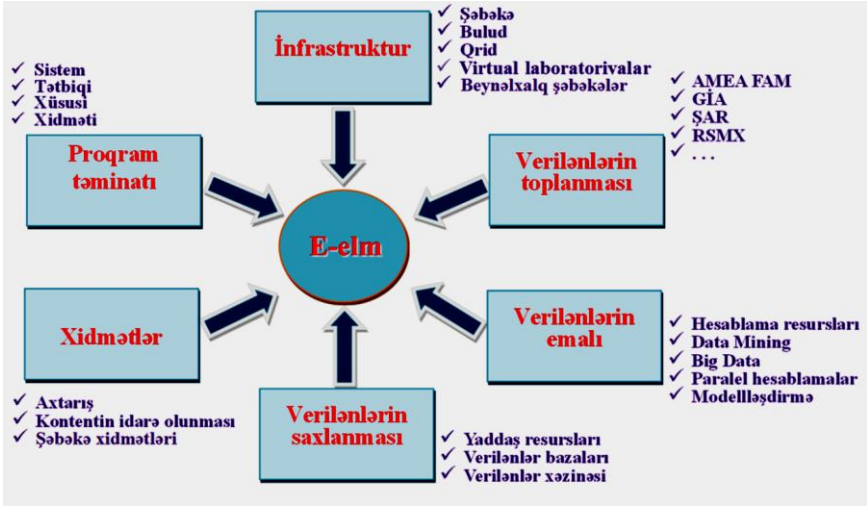 İnfrastruktur
✓ Şəbəkə
✓ Bulud
✓ Qrid
✓ Virtual laboratorivalar
✓ Beynəlxalq şəbəkələr
✓ Sistem
✓ Tətbiqi
✓ Xüsusi
✓ Xidməti
Proqram
təminatı
Verilənlərin
toplanması
✓ AMEA FAM
✓ GİA
✓ ŞAR
✓ RSMX
✓ . . .
E-elm
Xidmətlər
✓ Axtarış
✓ Kontentin idarə olunması
✓ Şəbəkə xidmətləri
Verilənlərin
saxlanması
✓ Yaddaş resursları
✓ Verilənlər bazaları
✓ Verilənlər xəzinəsi
Verilənlərin
emalı
✓ Hesablama resursları
✓ Data Mining
✓ Big Data
✓ Paralel hesablamalar
✓ Modellləşdirmə